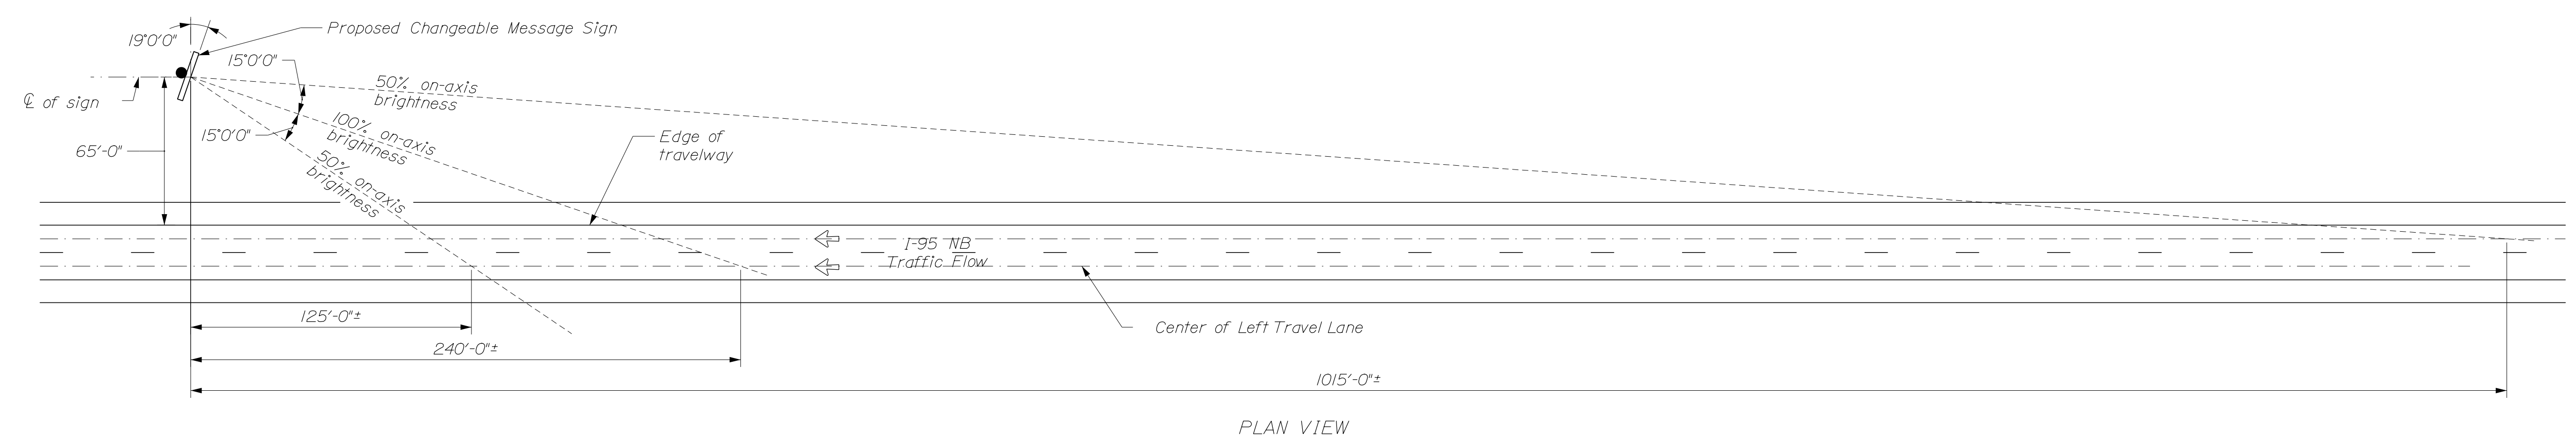 Proposed Changeable Message Sign
19°0'0"
15°0'0"
50% on-axis
brightness
℄ of sign
100% on-axis
brightness
15°0'0"
Edge of
travelway
65'-0"
50% on-axis
brightness
I-95 NB
Traffic Flow
125'-0"±
Center of Left Travel Lane
240'-0"±
1015'-0"±
PLAN VIEW